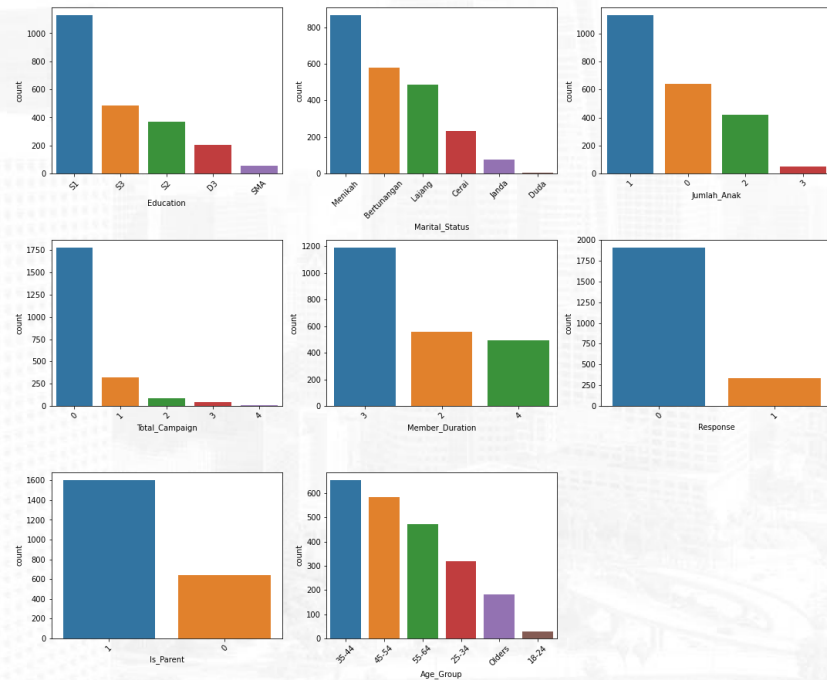 1000
800
600
400
200
0
count
S1
S3
S2
D3
SMA
Education
800
600
400
200
0
count
Menikah
Bertunangan
Lajang
Cerai
Janda
Duda
Marital_Status
1000
800
600
400
200
0
count
1
0
2
3
Jumlah_Anak
1750
1500
1250
1000
750
500
250
0
count
0
1
2
3
4
Total_Campaign
1200
1000
800
600
400
200
0
count
3
2
4
Member_Duration
2000
1750
1500
1250
1000
750
500
250
0
count
0
1
Response
1600
1400
1200
1000
800
600
400
200
0
count
1
0
Is_Parent
600
500
400
300
200
100
0
count
35-44
45-54
55-64
25-34
Olders
18-24
Age_Group